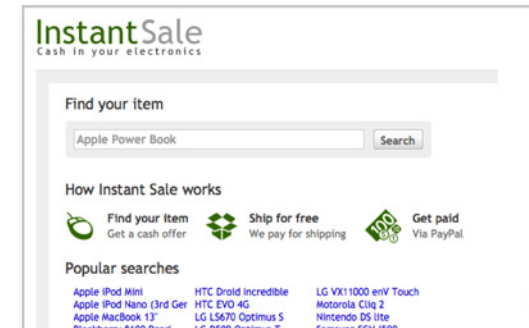 InstantSale
Cash in your electronics
Find your item
Apple Power Book
Search
How Instant Sale works
Find your item
Get a cash offer
Ship for free
We pay for shipping
100
Get paid
Via PayPal
Popular searches
Apple iPod Mini
HTC Droid Incredible
LG VX11000 enV Touch
Apple iPod Nano (3rd Ger
HTC EVO 4G
Motorola Cliq 2
Apple MacBook 13"
LG LS670 Optimus S
Nintendo DS lite